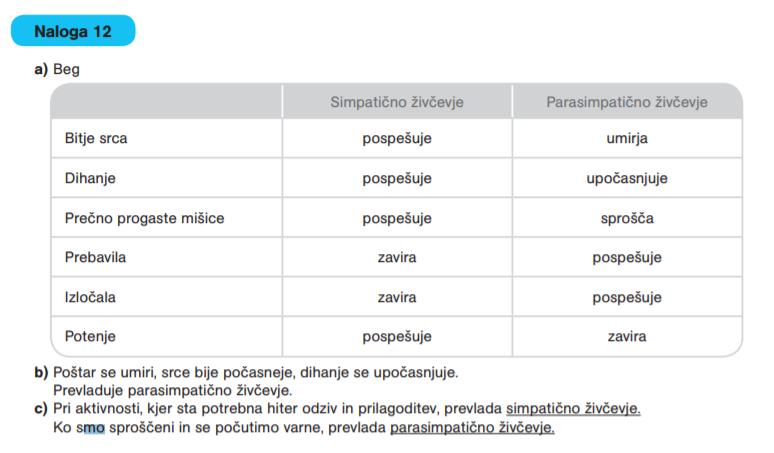 Naloga 12
a) Beg
Simpatično živčevje Parasimpatično živčevje
Bitje srca pospešuje umirja
Dihanje pospešuje upočasnjuje
Prečno progaste mišice pospešuje sprošča
Prebavila zavira pospešuje
Izločala zavira pospešuje
Potenje pospešuje zavira
b) Poštar se umiri, srce bije počasneje, dihanje se upočasnjuje.
Prevladuje parasimpatično živčevje.
c) Pri aktivnosti, kjer sta potrebna hiter odziv in prilagoditev, prevlada simpatično živčevje.
Ko smo sproščeni in se počutimo varne, prevlada parasimpatično živčevje.